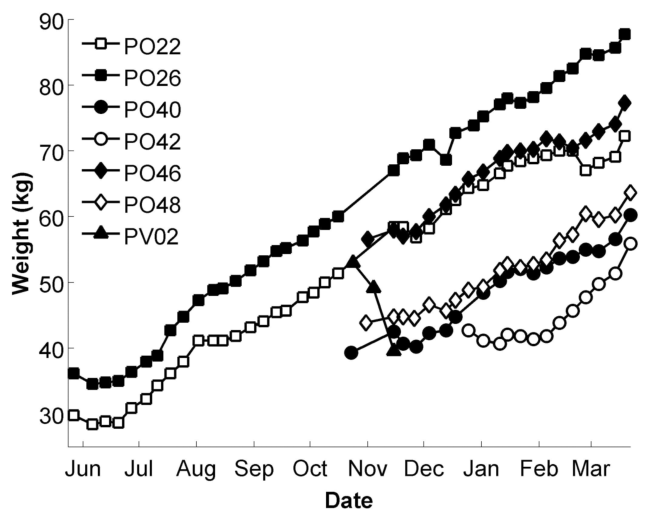 90
80
70
60
50
40
30
Weight (kg)
PO22
PO26
PO40
PO42
PO46
PO48
PV02
Jun Jul Aug Sep Oct Nov Dec Jan Feb Mar
Date